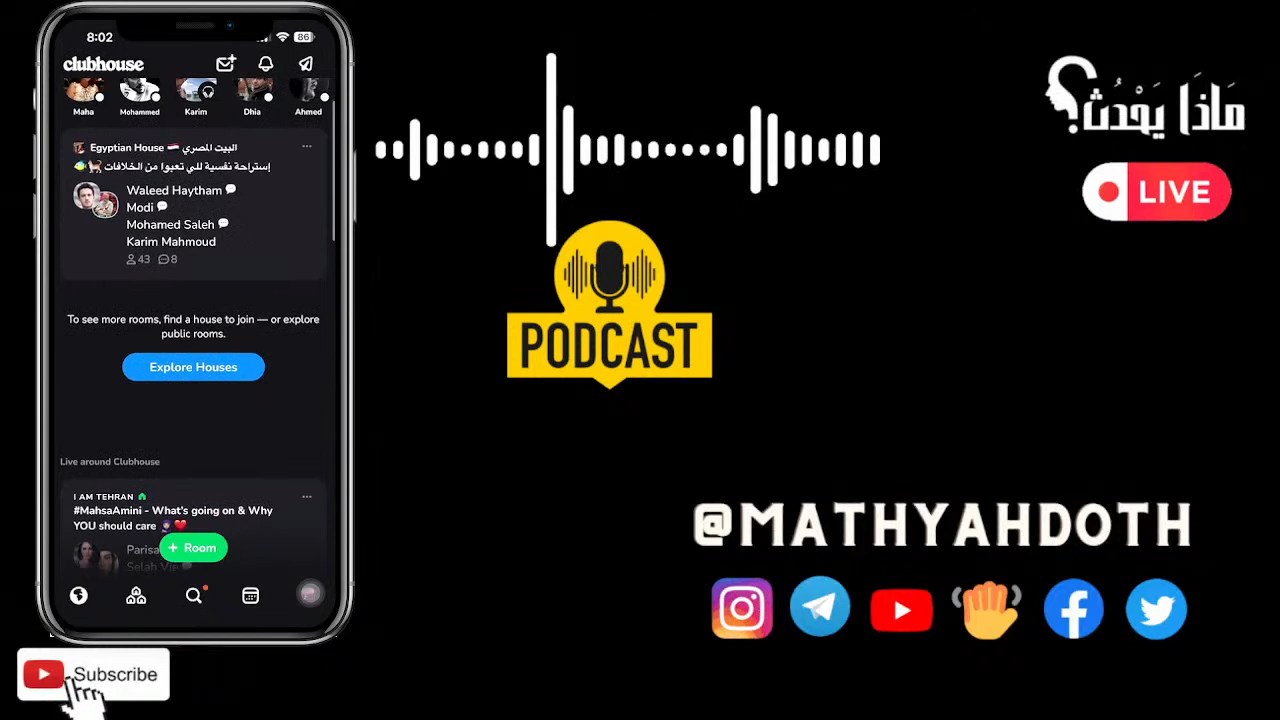 8:02
86
clubhouse
Maha Mohammed Karim Dhia Ahmed
Egyptian House 🇪🇬 البيت المصري
إستراحة نفسية للي تعبوا من الخلافات
Waleed Haytham 💬
Modi 💬
Mohamed Saleh 💬
Karim Mahmoud
43 8
To see more rooms, find a house to join — or explore
public rooms.
Explore Houses
Live around Clubhouse
I AM TEHRAN
#MahsaAmini - What's going on & Why
YOU should care
Parisa
Selah Vie
+ Room
Subscribe
PODCAST
مَاذَا يَحْدُث؟
LIVE
@MATHYAHDOTH